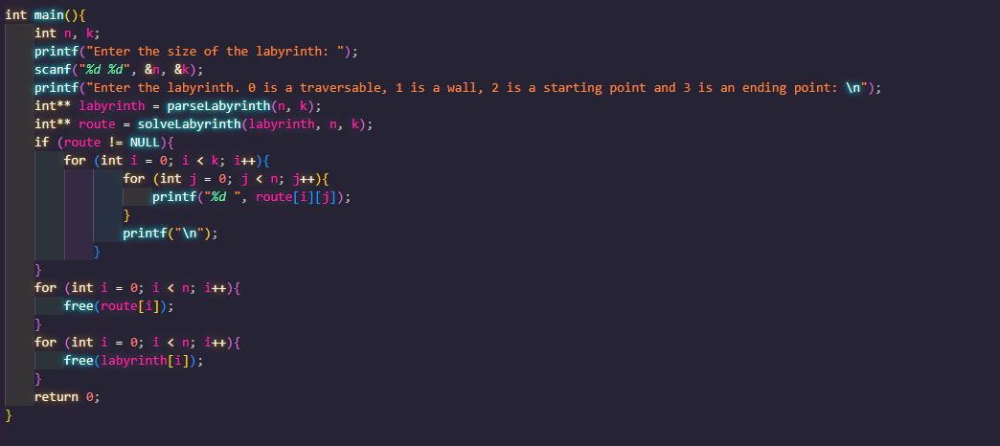 int main(){
    int n, k;
    printf("Enter the size of the labyrinth: ");
    scanf("%d %d", &n, &k);
    printf("Enter the labyrinth. 0 is a traversable, 1 is a wall, 2 is a starting point and 3 is an ending point: \n");
    int** labyrinth = parseLabyrinth(n, k);
    int** route = solveLabyrinth(labyrinth, n, k);
    if (route != NULL){
        for (int i = 0; i < k; i++){
            for (int j = 0; j < n; j++){
                printf("%d ", route[i][j]);
            }
            printf("\n");
        }
    }
    for (int i = 0; i < n; i++){
        free(route[i]);
    }
    for (int i = 0; i < n; i++){
        free(labyrinth[i]);
    }
    return 0;
}